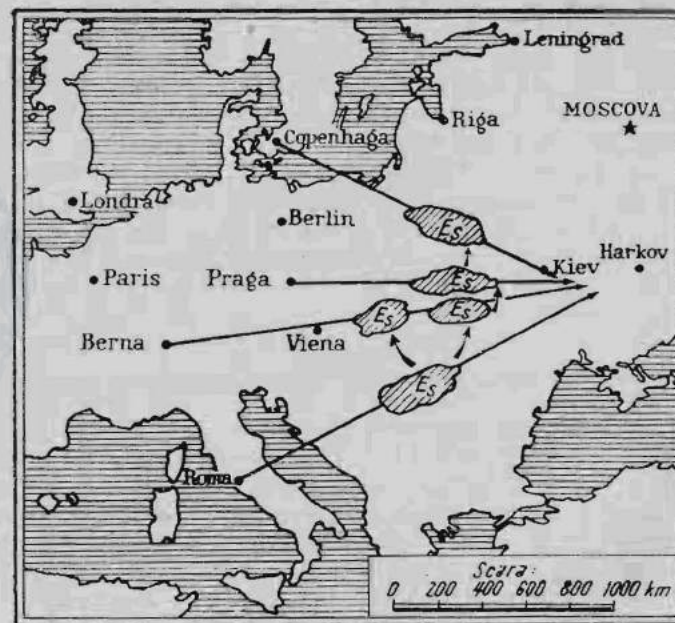 Leningrad
Riga
MOSCOVA
Copenhaga
Londra
Berlin
Es
Kiev
Harkov
Paris
Praga
Es
Es
Es
Berna
Viena
Es
Roma
Scara:
0 200 400 600 800 1000 km